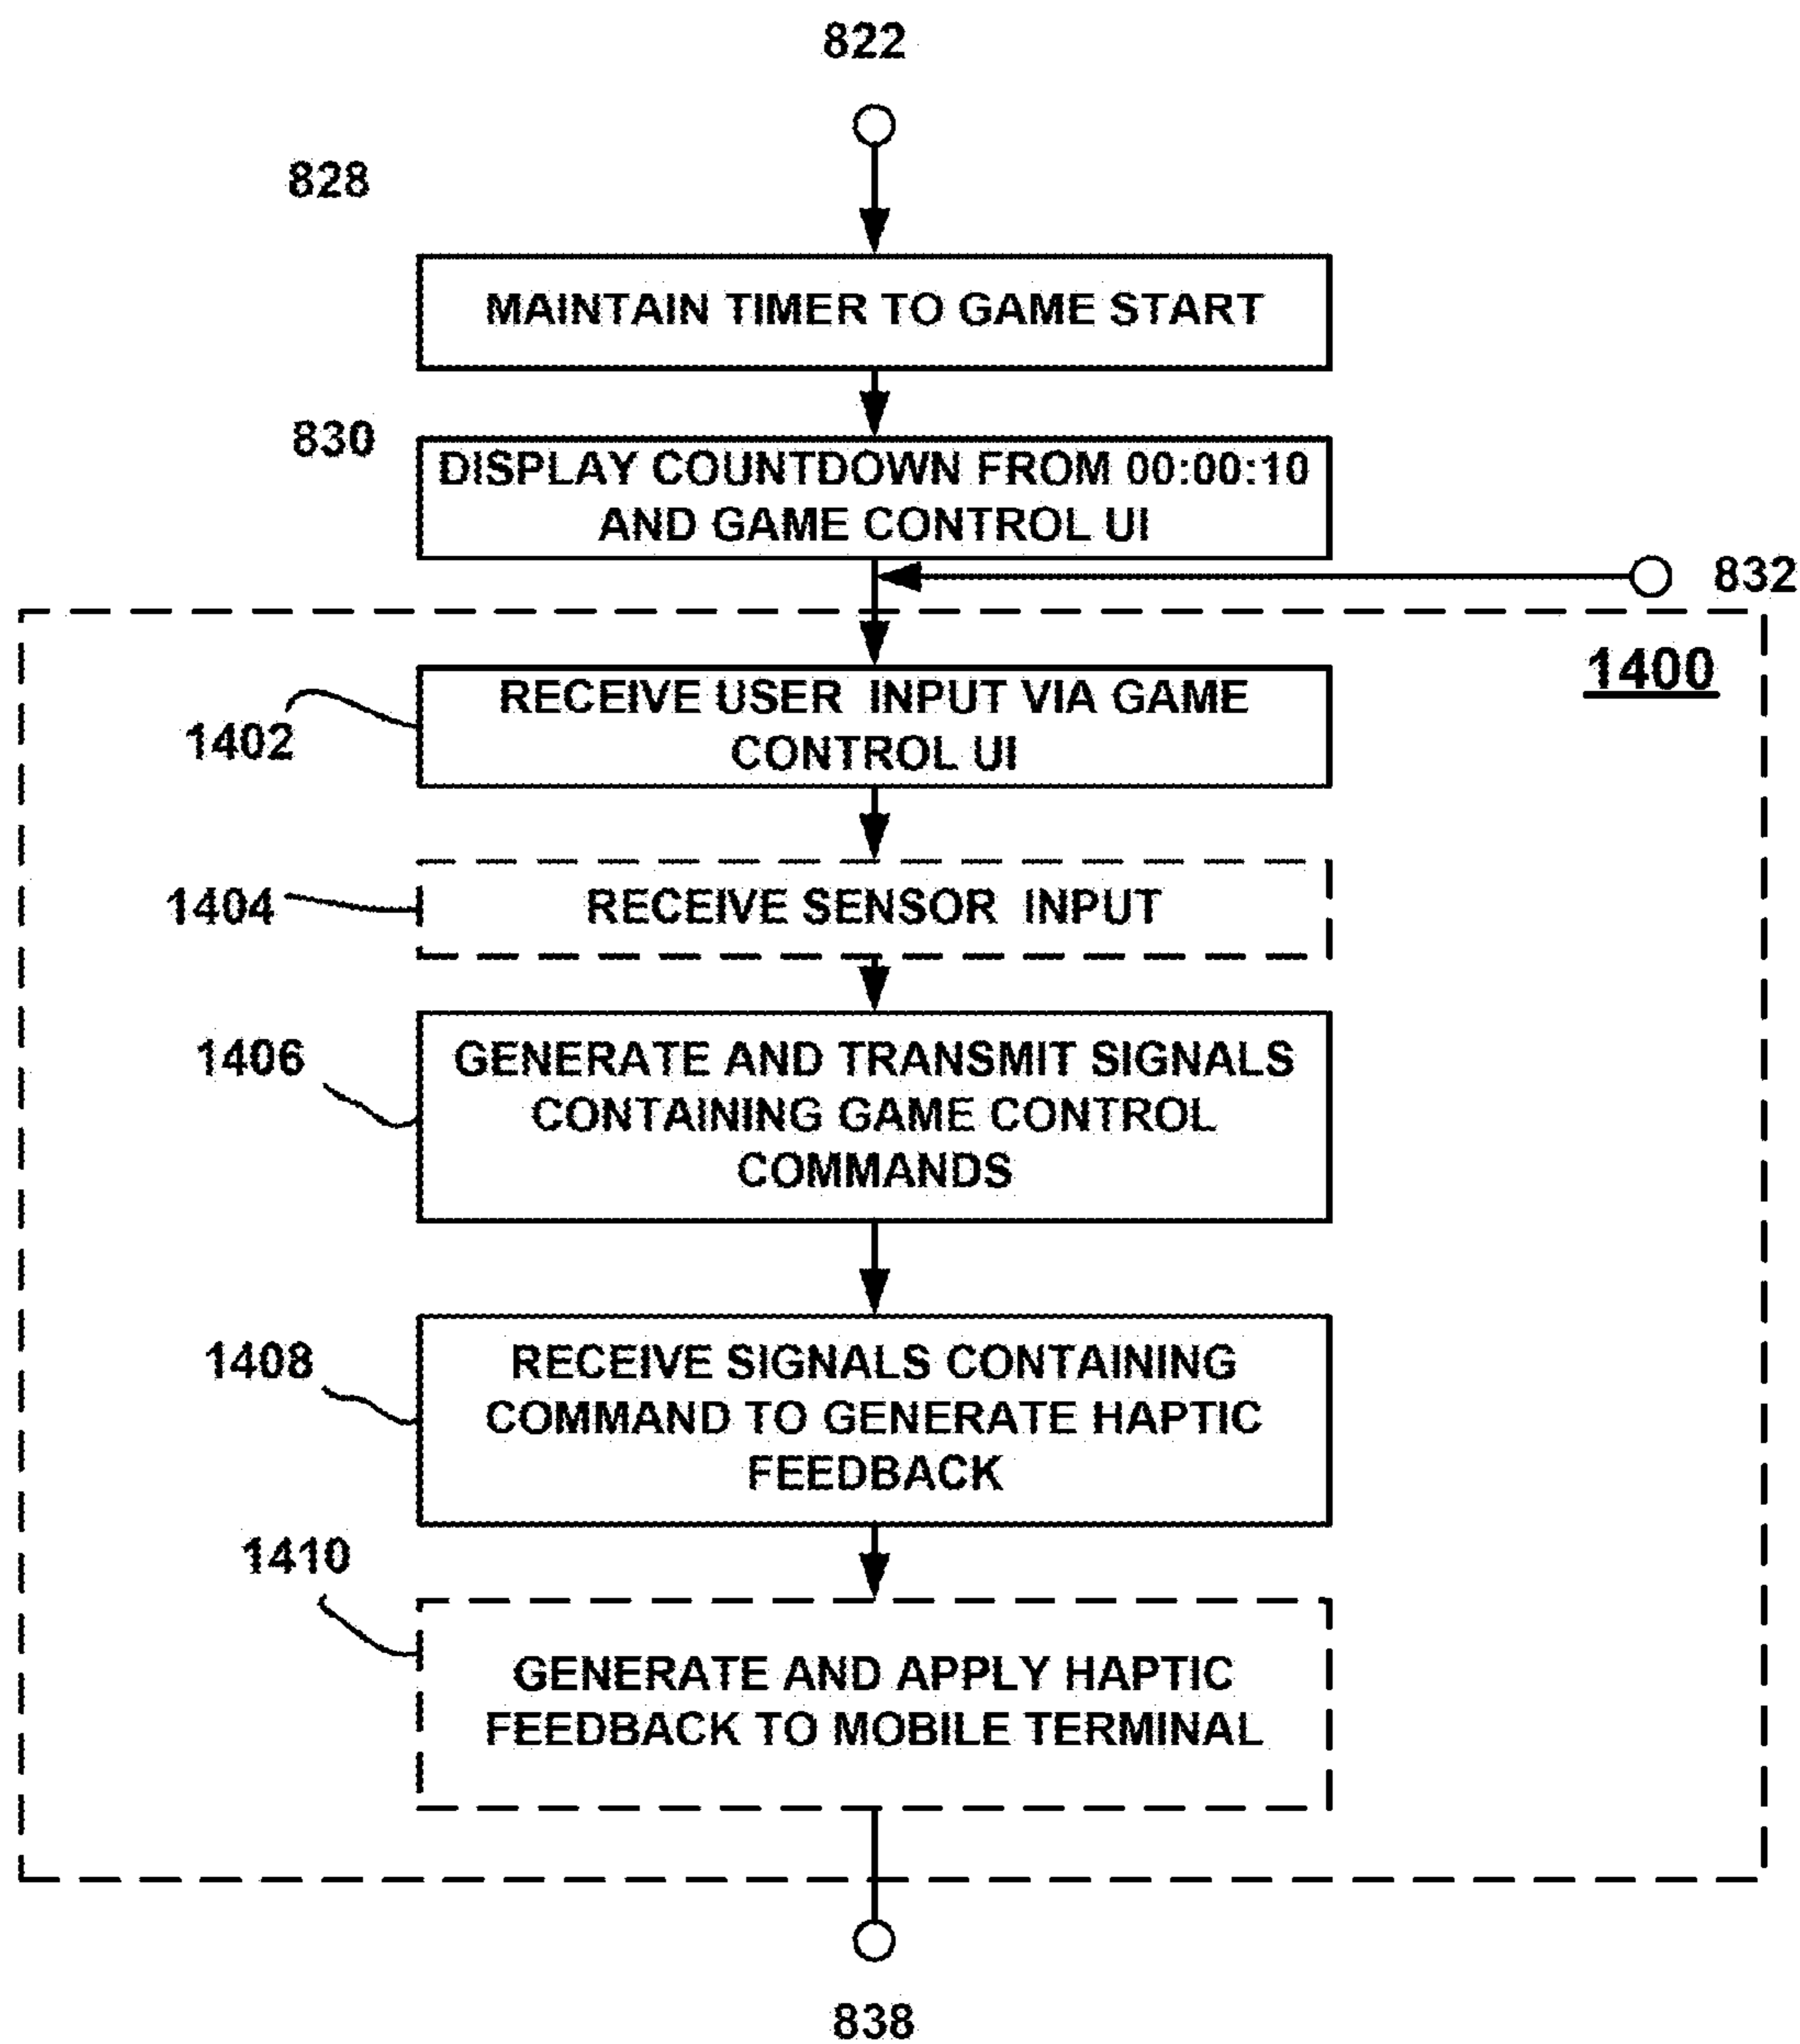 822
828
MAINTAIN TIMER TO GAME START
830
DISPLAY COUNTDOWN FROM 00:00:10
AND GAME CONTROL UI
832
1400
RECEIVE USER INPUT VIA GAME
CONTROL UI
1402
1404
RECEIVE SENSOR INPUT
1406
GENERATE AND TRANSMIT SIGNALS
CONTAINING GAME CONTROL
COMMANDS
1408
RECEIVE SIGNALS CONTAINING
COMMAND TO GENERATE HAPTIC
FEEDBACK
1410
GENERATE AND APPLY HAPTIC
FEEDBACK TO MOBILE TERMINAL
838